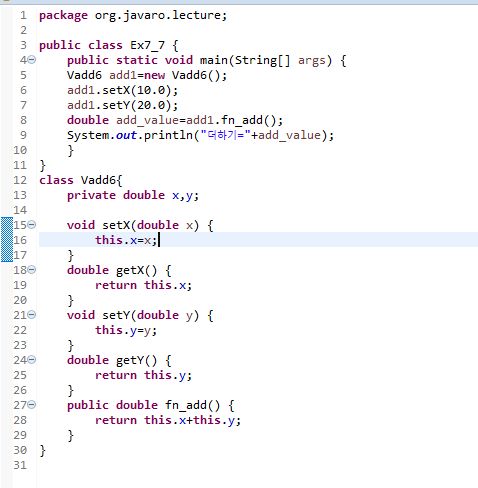 1 package org.javaro.lecture;
2
3 public class Ex7_7 {
4 public static void main(String[] args) {
5 Vadd6 add1=new Vadd6();
6 add1.setX(10.0);
7 add1.setY(20.0);
8 double add_value=add1.fn_add();
9 System.out.println("더하기="+add_value);
10 }
11 }
12 class Vadd6{
13 private double x,y;
14
15 void setX(double x) {
16 this.x=x;
17 }
18 double getX() {
19 return this.x;
20 }
21 void setY(double y) {
22 this.y=y;
23 }
24 double getY() {
25 return this.y;
26 }
27 public double fn_add() {
28 return this.x+this.y;
29 }
30 }
31